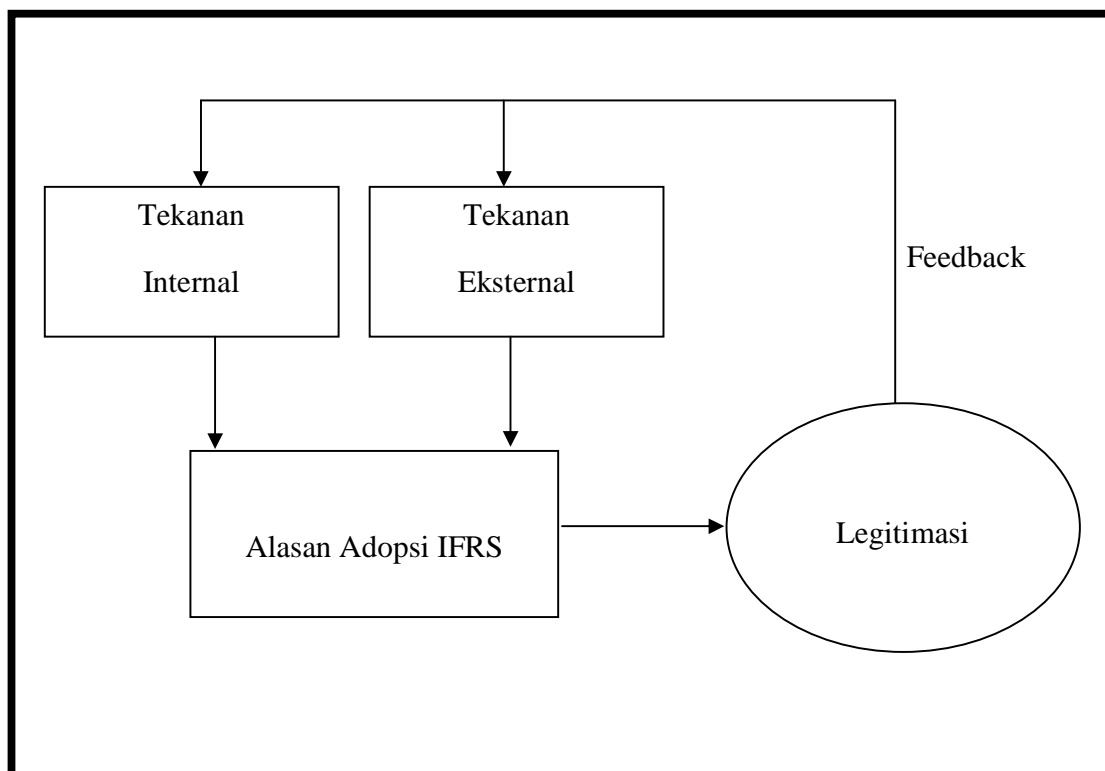 Tekanan
Internal
Tekanan
Eksternal
Feedback
Alasan Adopsi IFRS
Legitimasi